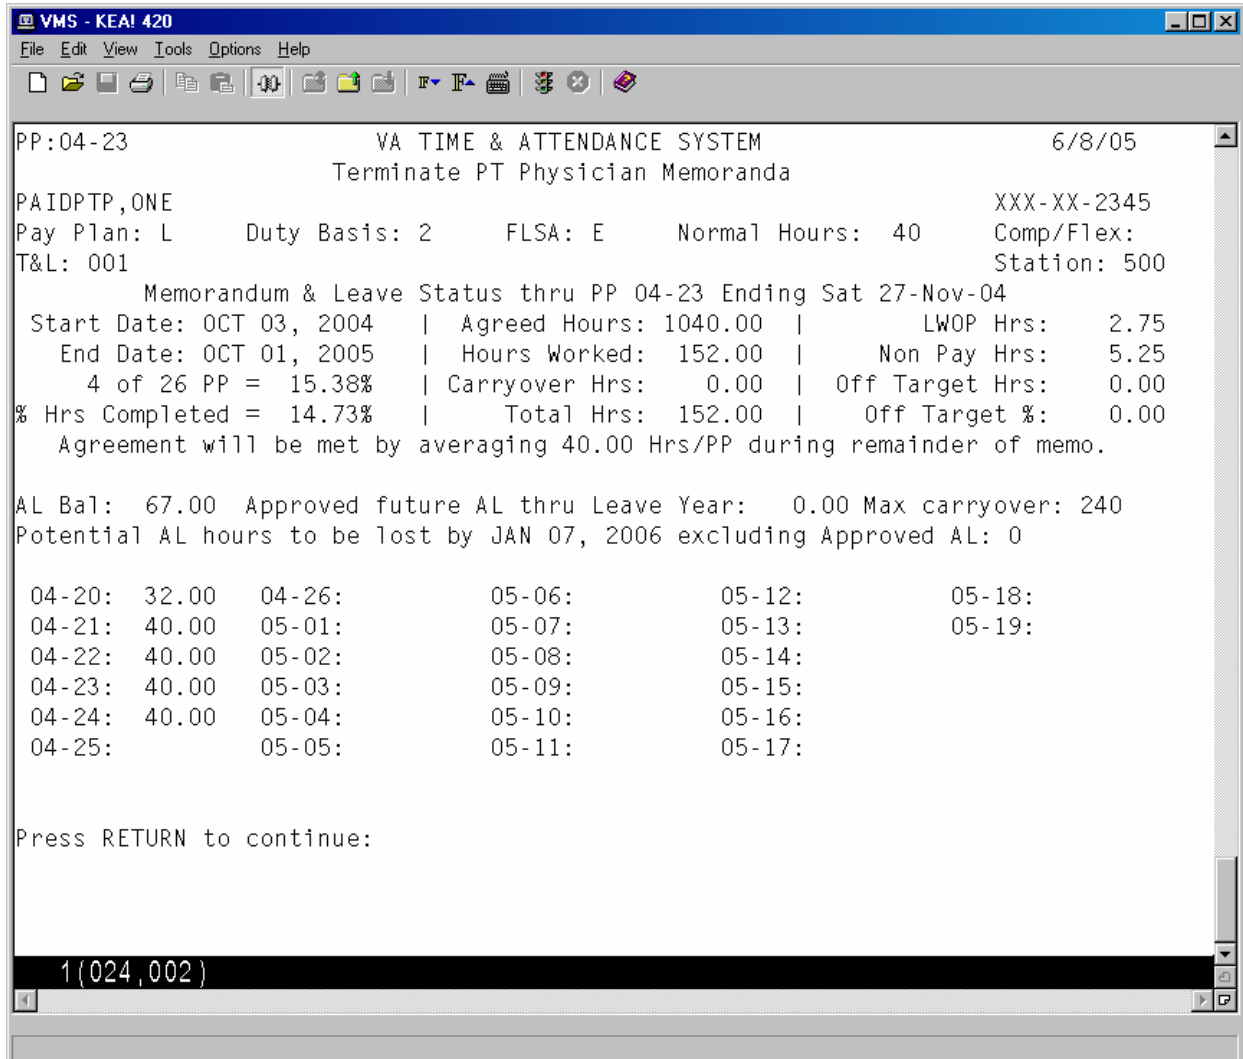 VMS - KEA! 420
File Edit View Tools Options Help
PP:04-23 VA TIME & ATTENDANCE SYSTEM 6/8/05
Terminate PT Physician Memoranda
PAIDPTP,ONE XXX-XX-2345
Pay Plan: L Duty Basis: 2 FLSA: E Normal Hours: 40 Comp/Flex:
T&L: 001 Station: 500
Memorandum & Leave Status thru PP 04-23 Ending Sat 27-Nov-04
Start Date: OCT 03, 2004 | Agreed Hours: 1040.00 | LWOP Hrs: 2.75
End Date: OCT 01, 2005 | Hours Worked: 152.00 | Non Pay Hrs: 5.25
4 of 26 PP = 15.38% | Carryover Hrs: 0.00 | Off Target Hrs: 0.00
% Hrs Completed = 14.73% | Total Hrs: 152.00 | Off Target %: 0.00
Agreement will be met by averaging 40.00 Hrs/PP during remainder of memo.
AL Bal: 67.00 Approved future AL thru Leave Year: 0.00 Max carryover: 240
Potential AL hours to be lost by JAN 07, 2006 excluding Approved AL: 0
04-20: 32.00 04-26: 05-06: 05-12: 05-18:
04-21: 40.00 05-01: 05-07: 05-13: 05-19:
04-22: 40.00 05-02: 05-08: 05-14:
04-23: 40.00 05-03: 05-09: 05-15:
04-24: 40.00 05-04: 05-10: 05-16:
04-25: 05-05: 05-11: 05-17:
Press RETURN to continue:
1(024,002)